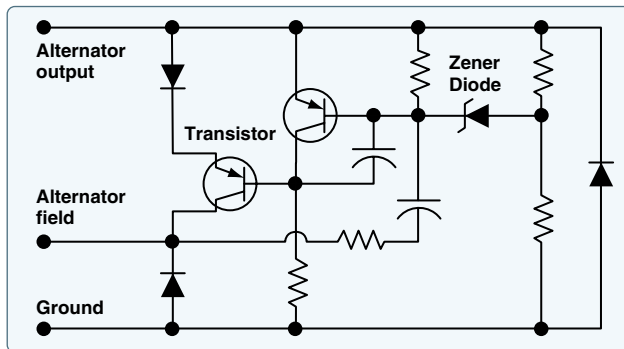 Alternator
output
Zener
Diode
Transistor
Alternator
field
Ground